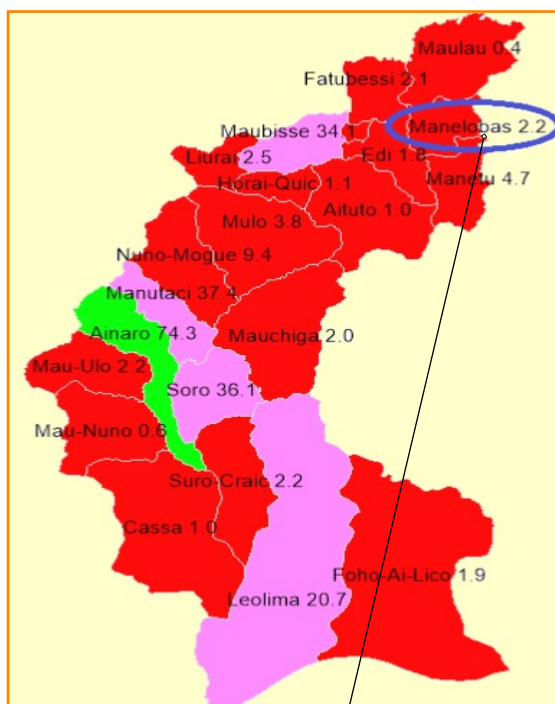 Maulau 0.4
Fatubessi 2.1
Manelobas 2.2
Maubisse 34.1
Edi 1.8
Liurai 2.5
Manetu 4.7
Horai-Quic 1.1
Aituto 1.0
Mulo 3.8
Nuno-Mogue 9.4
Manutaci 37.4
Ainaro 74.3
Mauchiga 2.0
Mau-Ulo 2.2
Soro 36.1
Mau-Nuno 0.6
Suro-Craic 2.2
Cassa 1.0
Foho-Ai-Lico 1.9
Leolima 20.7